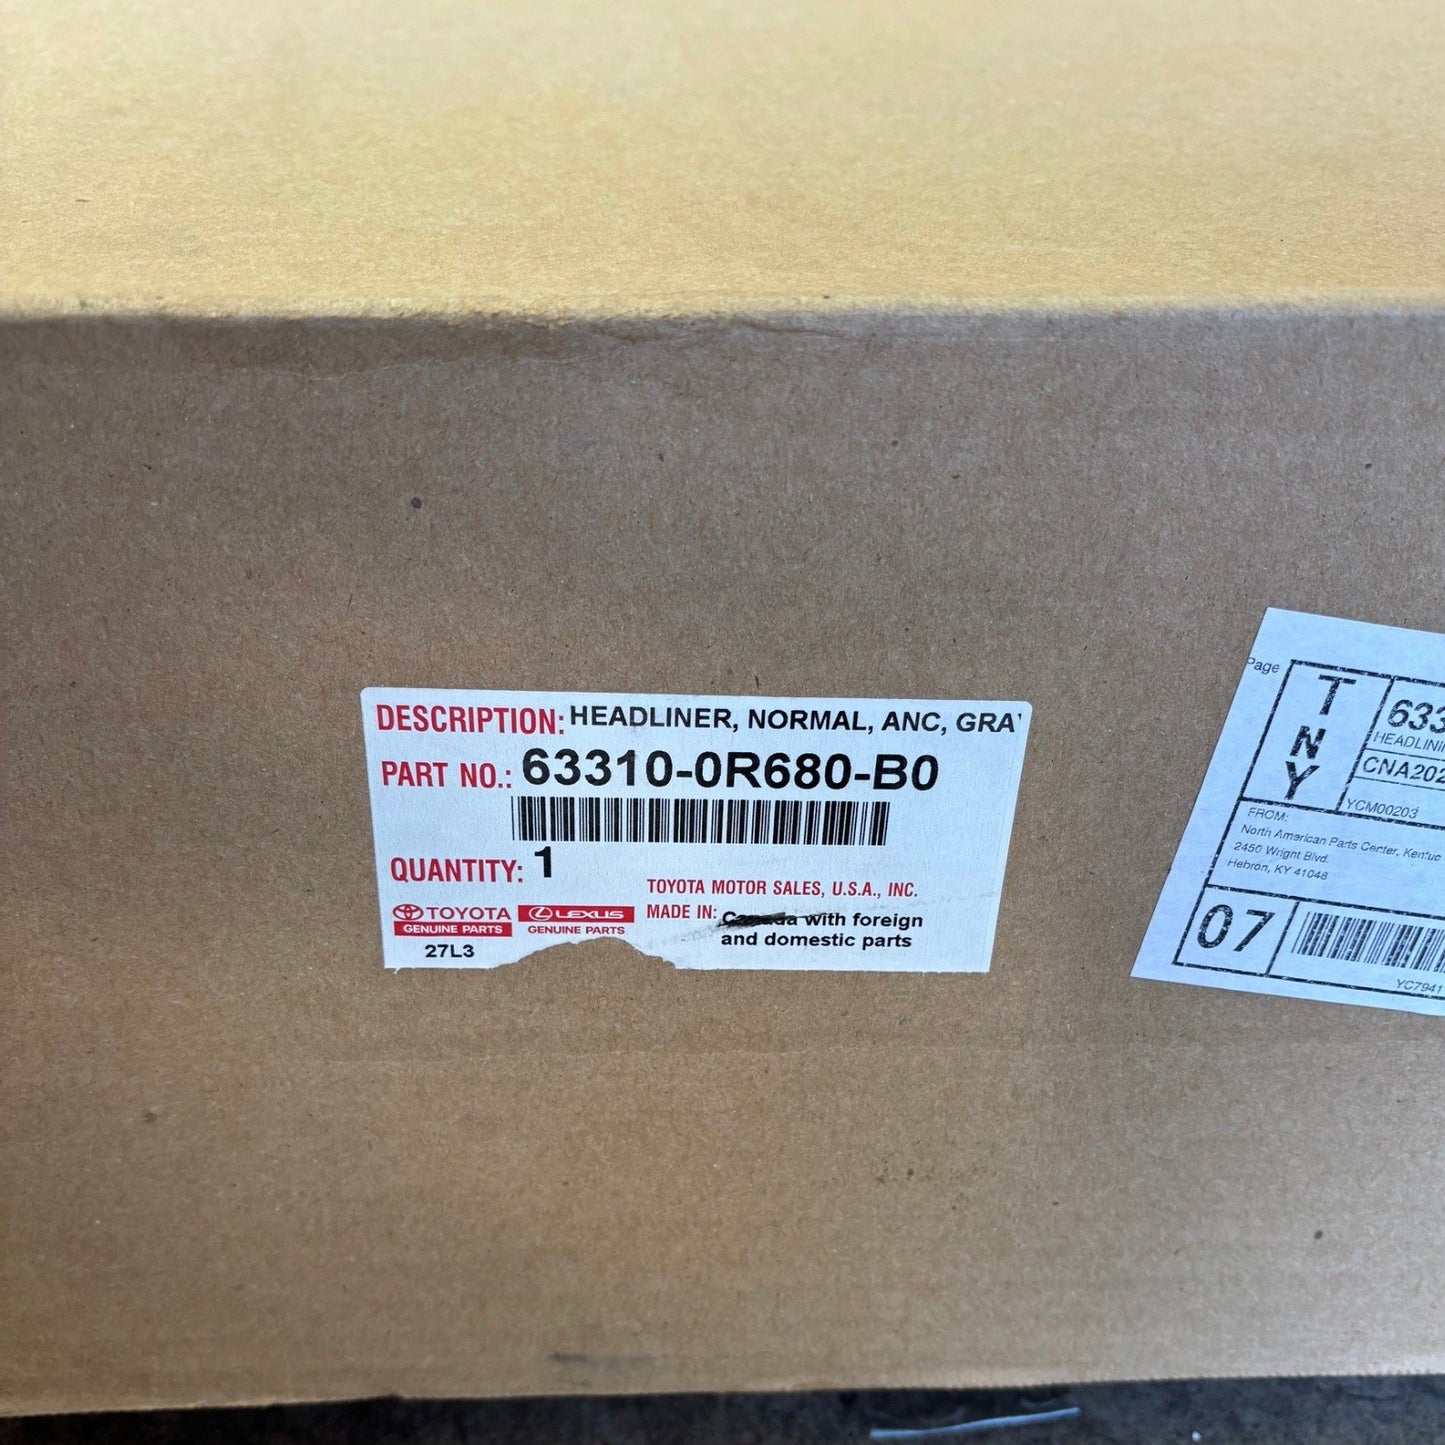 DESCRIPTION: HEADLINER, NORMAL, ANC, GRA
PART NO.: 63310-0R680-B0
QUANTITY: 1
TOYOTA MOTOR SALES, U.S.A., INC.
TOYOTA
GENUINE PARTS
LEXUS
GENUINE PARTS
MADE IN: Canada with foreign
and domestic parts
27L3
Page
TNY
633
HEADLIN
CNA202
YCM00203
FROM:
North American Parts Center, Kentuc
2450 Wright Blvd.
Hebron, KY 41048
07
YC7941